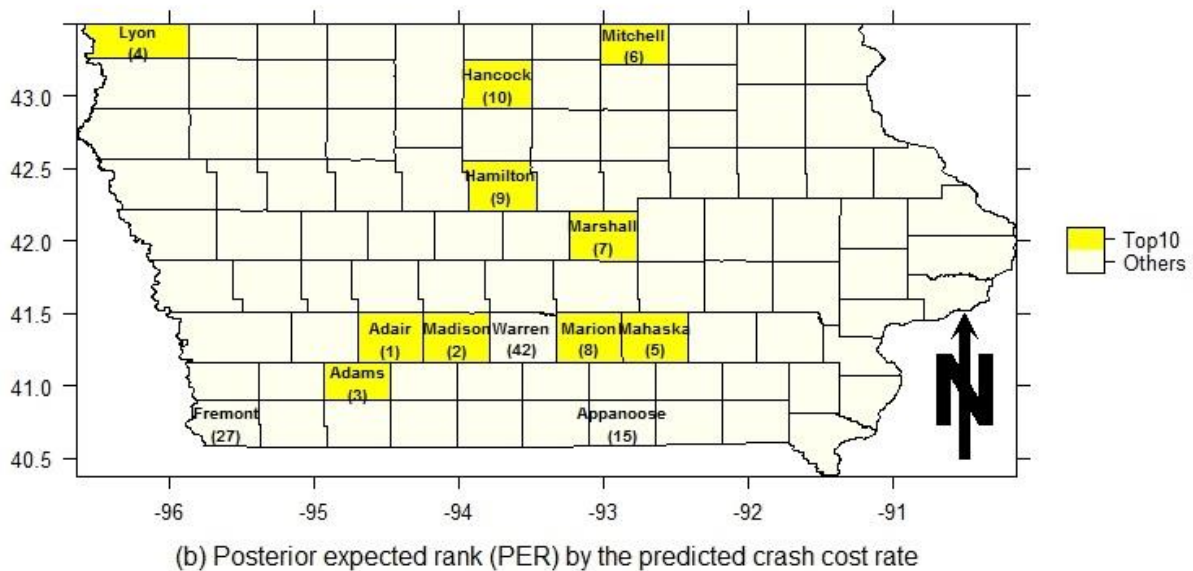 Lyon
(4)
Mitchell
(6)
Hancock
(10)
43.0
42.5
Hamilton
(9)
Marshall
(7)
42.0
Top10
Others
41.5
Adair
(1)
Madison
(2)
Warren
(42)
Marion
(8)
Mahaska
(5)
41.0
Adams
(3)
Fremont
(27)
Appanoose
(15)
N
40.5
-96
-95
-94
-93
-92
-91
(b) Posterior expected rank (PER) by the predicted crash cost rate